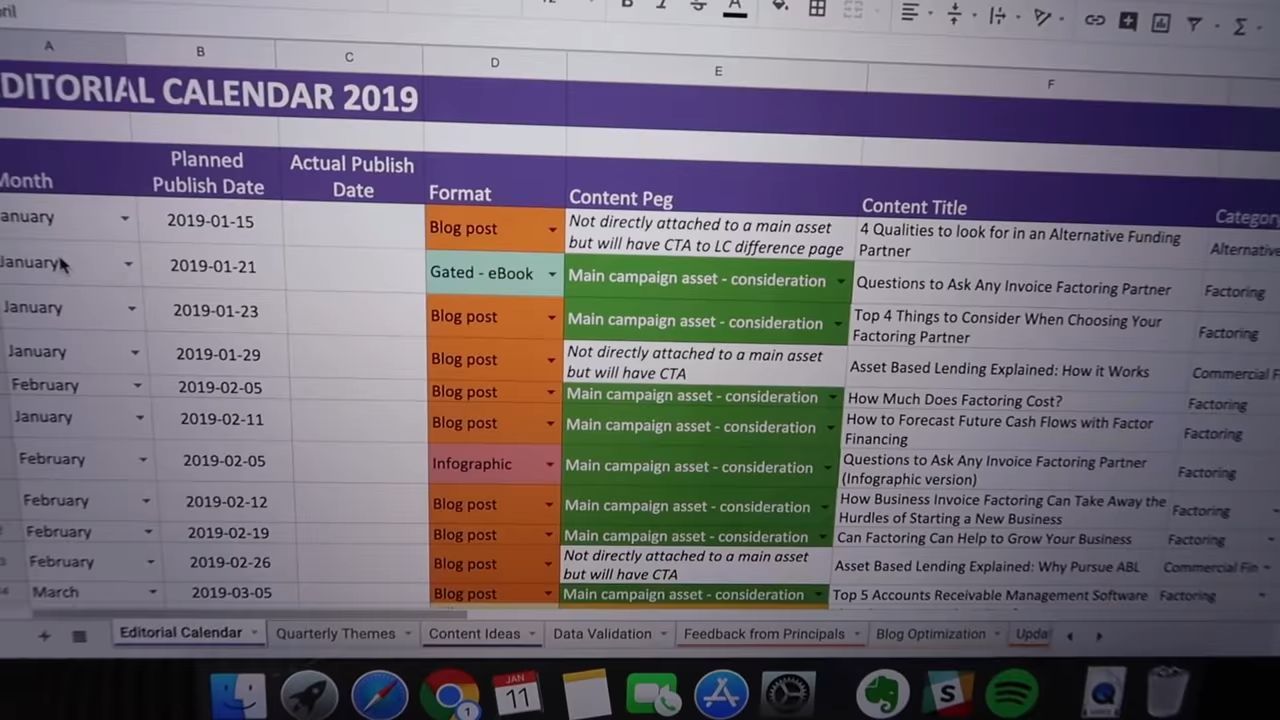 ril
A B C D E F
DITORIAL CALENDAR 2019
Month Planned Publish Date Actual Publish Date Format Content Peg Content Title Categor
anuary 2019-01-15 Blog post Not directly attached to a main asset but will have CTA to LC difference page 4 Qualities to look for in an Alternative Funding Partner Alternative
January 2019-01-21 Gated - eBook Main campaign asset - consideration Questions to Ask Any Invoice Factoring Partner Factoring
January 2019-01-23 Blog post Main campaign asset - consideration Top 4 Things to Consider When Choosing Your Factoring Partner Factoring
January 2019-01-29 Blog post Not directly attached to a main asset but will have CTA Asset Based Lending Explained: How it Works Commercial F
February 2019-02-05 Blog post Main campaign asset - consideration How Much Does Factoring Cost? Factoring
January 2019-02-11 Blog post Main campaign asset - consideration How to Forecast Future Cash Flows with Factor Financing Factoring
February 2019-02-05 Infographic Main campaign asset - consideration Questions to Ask Any Invoice Factoring Partner (Infographic version) Factoring
February 2019-02-12 Blog post Main campaign asset - consideration How Business Invoice Factoring Can Take Away the Hurdles of Starting a New Business Factoring
February 2019-02-19 Blog post Main campaign asset - consideration Can Factoring Can Help to Grow Your Business Factoring
February 2019-02-26 Blog post Not directly attached to a main asset but will have CTA Asset Based Lending Explained: Why Pursue ABL Commercial Fin
March 2019-03-05 Blog post Main campaign asset - consideration Top 5 Accounts Receivable Management Software Factoring
Editorial Calendar Quarterly Themes Content Ideas Data Validation Feedback from Principals Blog Optimization Upda
JAN
11
1
S